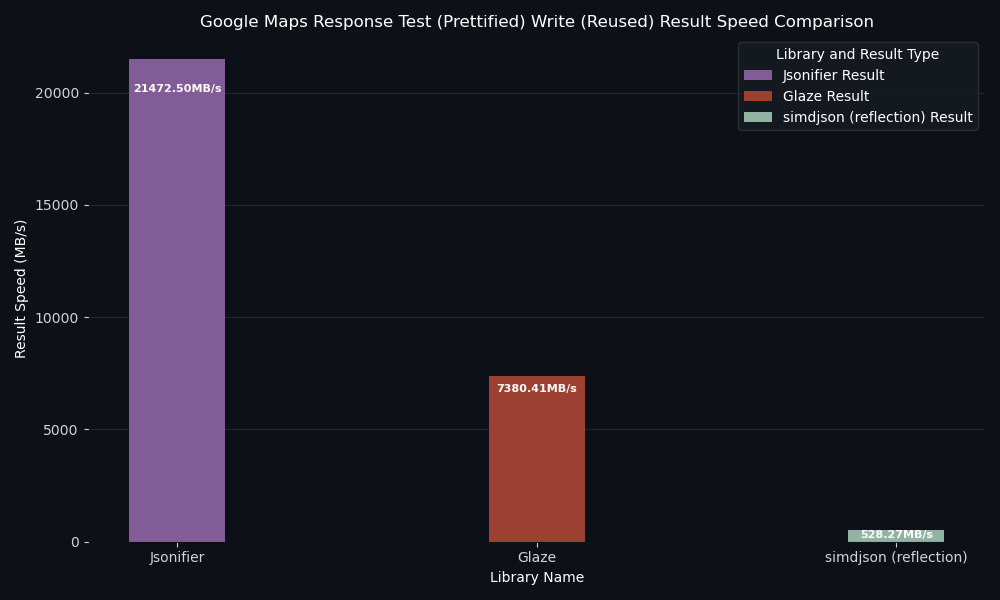 Google Maps Response Test (Prettified) Write (Reused) Result Speed Comparison
Library and Result Type
Jsonifier Result
Glaze Result
simdjson (reflection) Result
Result Speed (MB/s)
20000
15000
10000
5000
0
21472.50MB/s
7380.41MB/s
528.27MB/s
Jsonifier
Glaze
simdjson (reflection)
Library Name